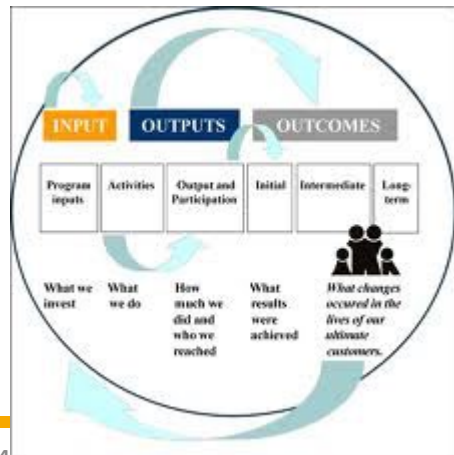 INPUT
OUTPUTS
OUTCOMES
Program
inputs
Activities
Output and
Participation
Initial
Intermediate
Long-
term
What we
invest
What
we do
How
much we
did and
who we
reached
What
results
were
achieved
What changes
occured in the
lives of our
ultimate
customers.
4